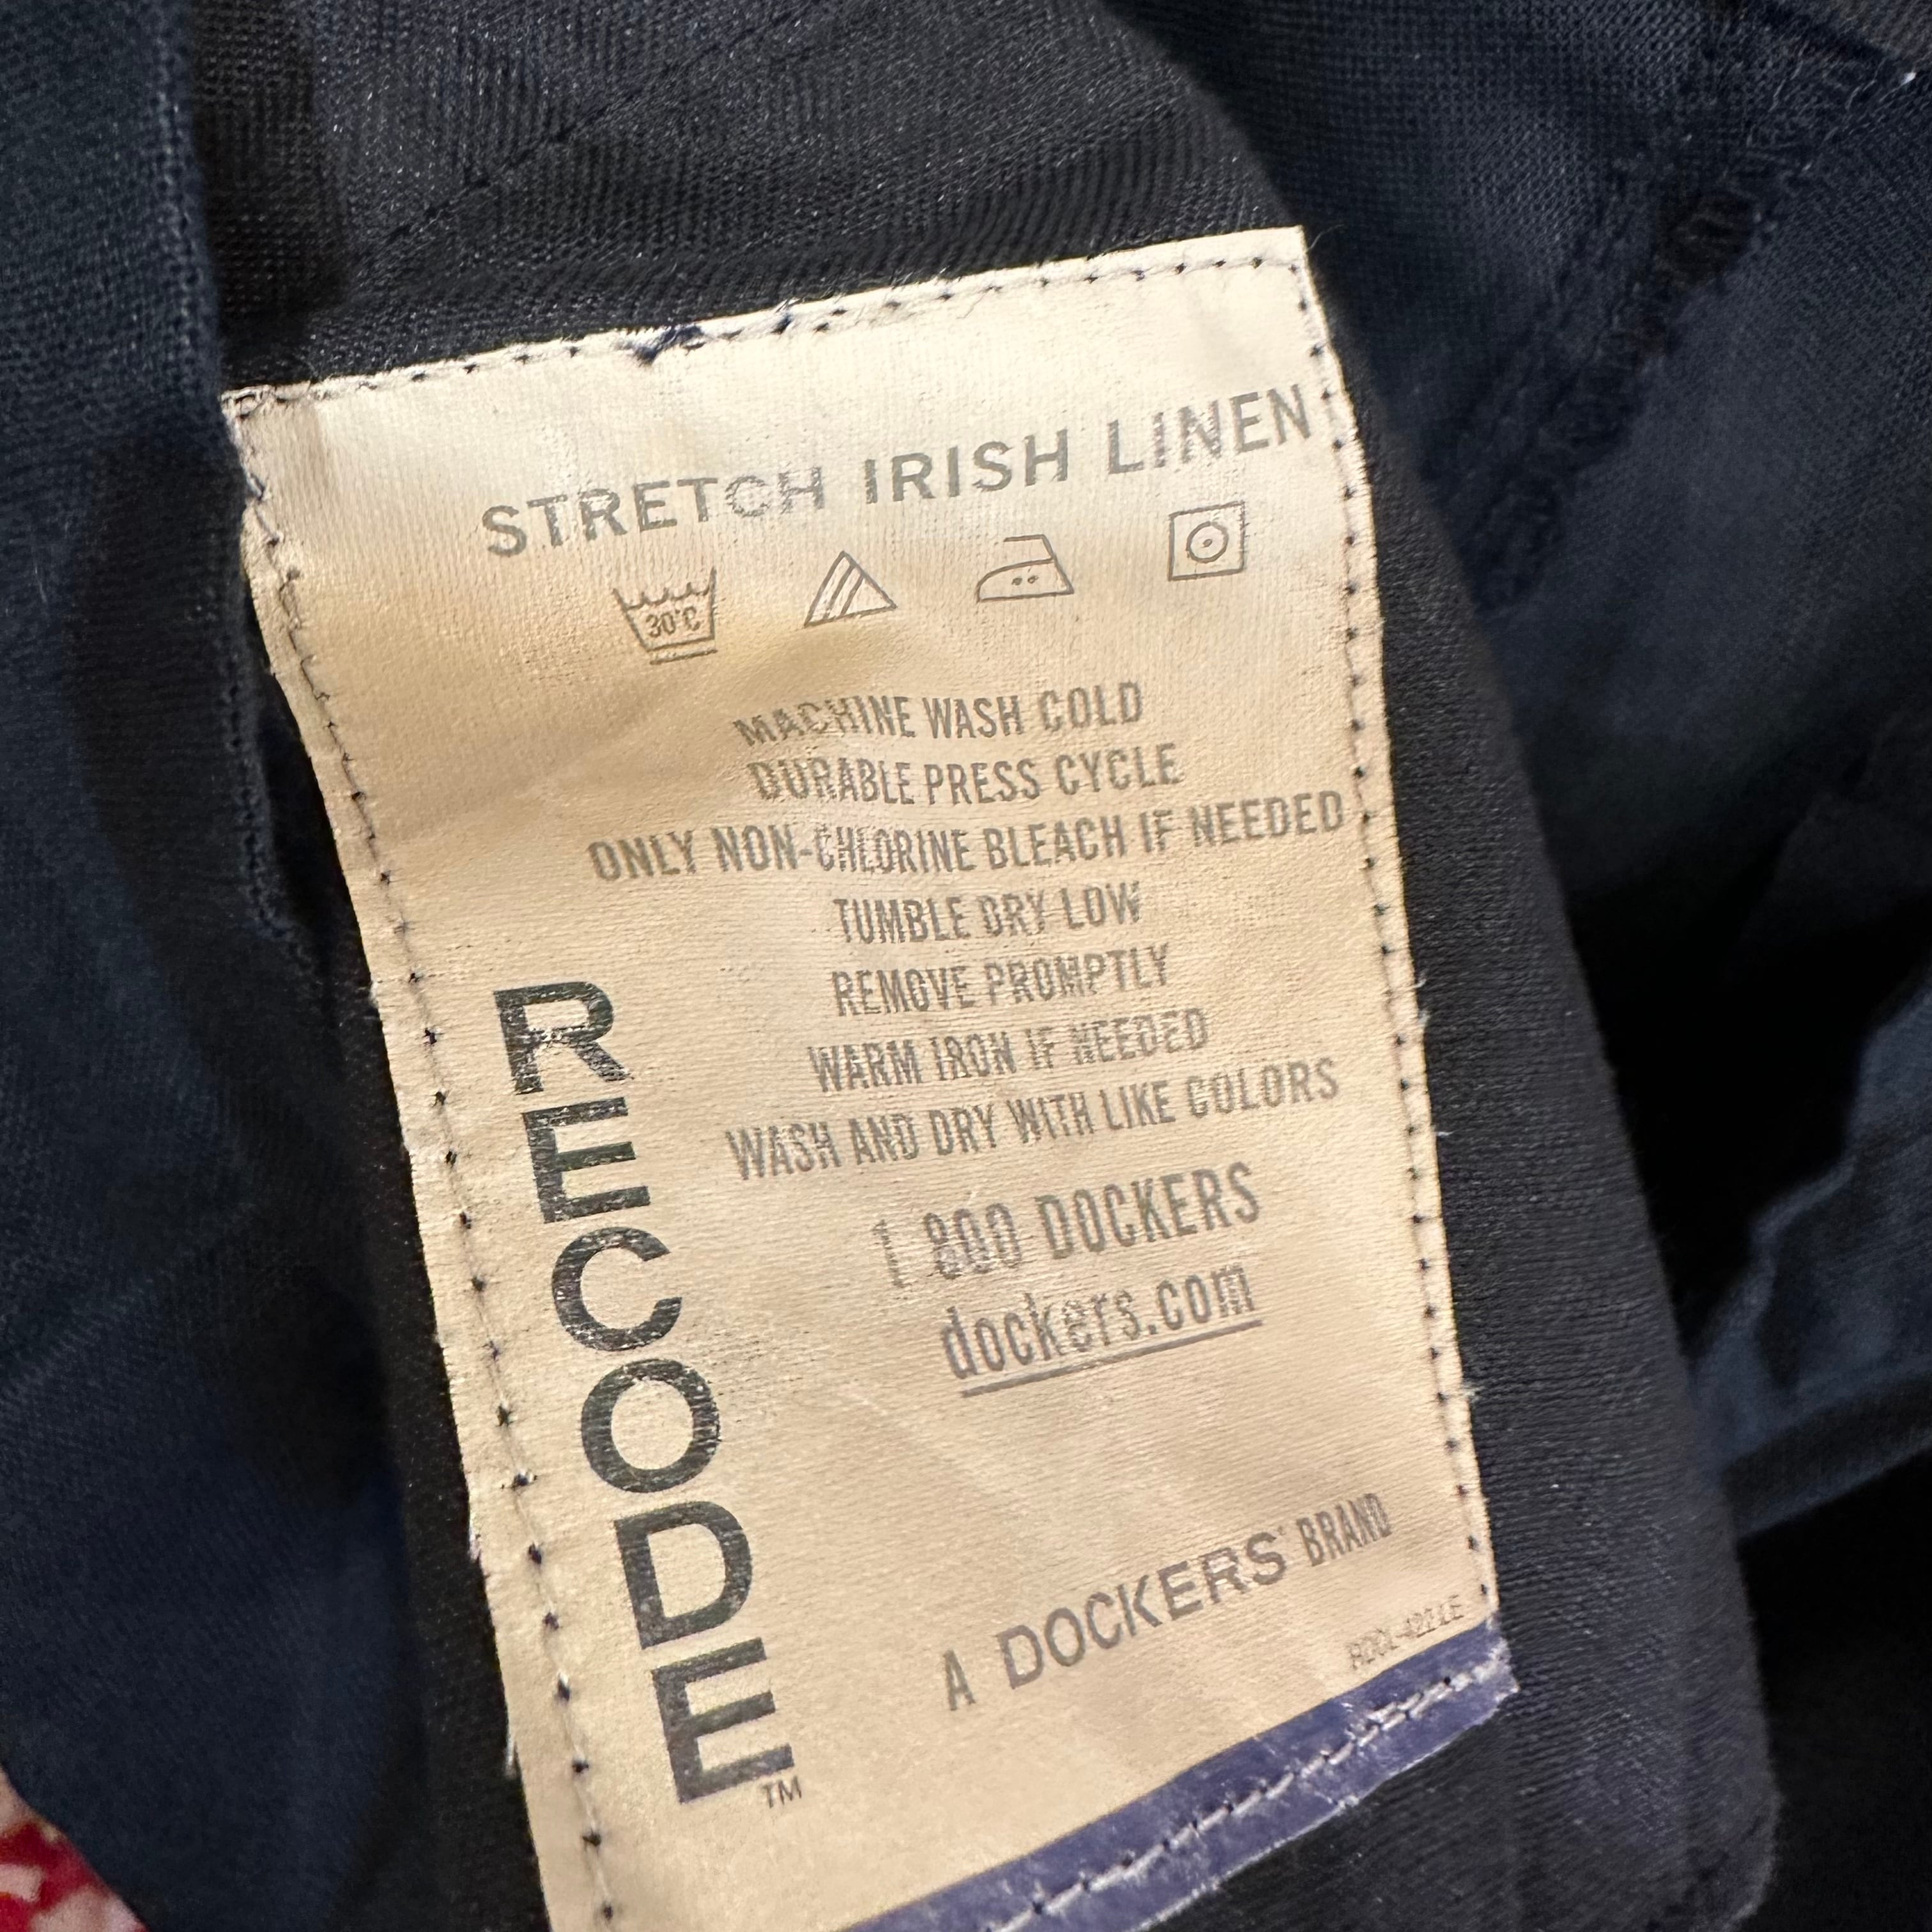 STRETCH IRISH LINEN
30°C
MACHINE WASH COLD
DURABLE PRESS CYCLE
ONLY NON-CHLORINE BLEACH IF NEEDED
TUMBLE DRY LOW
REMOVE PROMPTLY
WARM IRON IF NEEDED
WASH AND DRY WITH LIKE COLORS
1 800 DOCKERS
dockers.com
RECODE™
A DOCKERS® BRAND